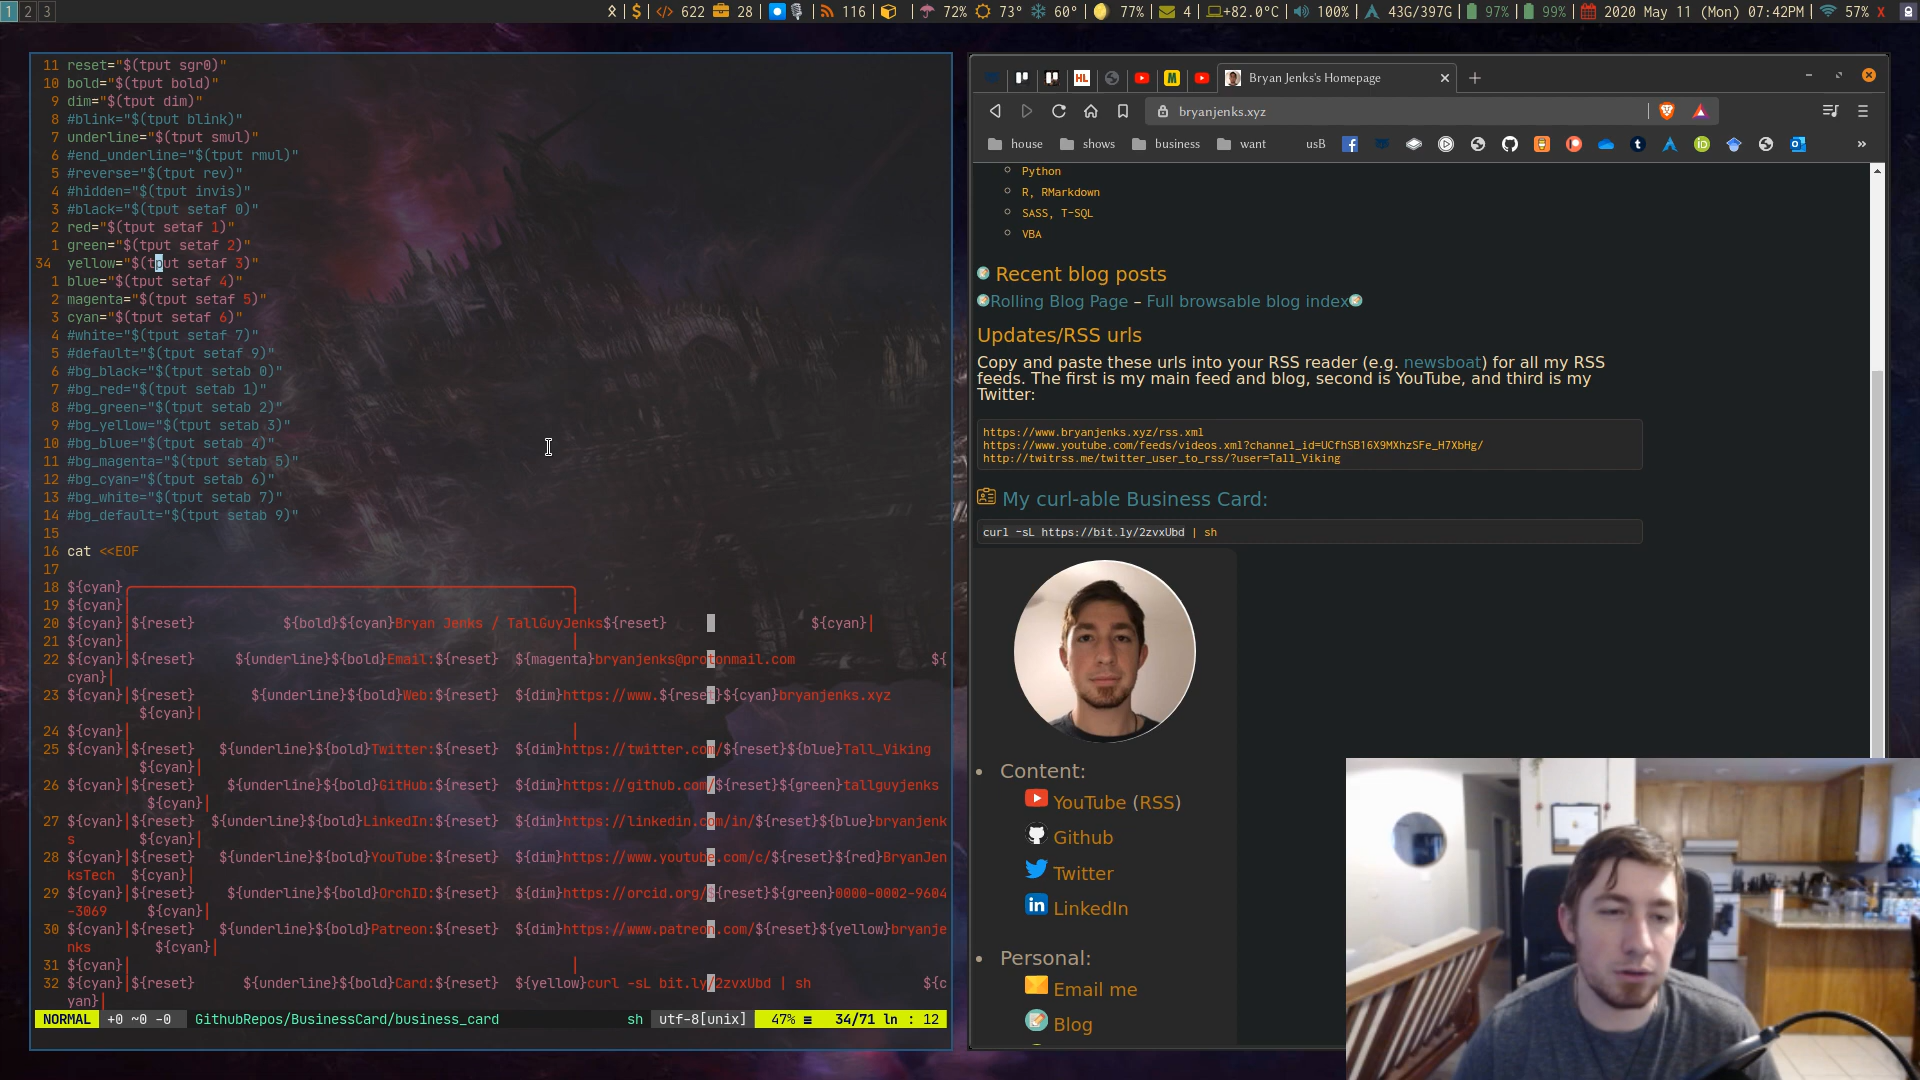 1 2 3
$ 622 28 116 72% 73° 60° 77% 4 +82.0°C 100% 43G/397G 97% 99% 2020 May 11 (Mon) 07:42PM 57% X
11 reset="$(tput sgr0)"
10 bold="$(tput bold)"
9 dim="$(tput dim)"
8 #blink="$(tput blink)"
7 underline="$(tput smul)"
6 #end_underline="$(tput rmul)"
5 #reverse="$(tput rev)"
4 #hidden="$(tput invis)"
3 #black="$(tput setaf 0)"
2 red="$(tput setaf 1)"
1 green="$(tput setaf 2)"
34 yellow="$(tput setaf 3)"
1 blue="$(tput setaf 4)"
2 magenta="$(tput setaf 5)"
3 cyan="$(tput setaf 6)"
4 #white="$(tput setaf 7)"
5 #default="$(tput setaf 9)"
6 #bg_black="$(tput setab 0)"
7 #bg_red="$(tput setab 1)"
8 #bg_green="$(tput setab 2)"
9 #bg_yellow="$(tput setab 3)"
10 #bg_blue="$(tput setab 4)"
11 #bg_magenta="$(tput setab 5)"
12 #bg_cyan="$(tput setab 6)"
13 #bg_white="$(tput setab 7)"
14 #bg_default="$(tput setab 9)"
15
16 cat <<EOF
17
18 ${cyan}
19 ${cyan}│ │
20 ${cyan}│${reset} ${bold}${cyan}Bryan Jenks / TallGuyJenks${reset} ${cyan}│
21 ${cyan}│ │
22 ${cyan}│${reset} ${underline}${bold}Email:${reset} ${magenta}bryanjenks@protonmail.com ${
cyan}│
23 ${cyan}│${reset} ${underline}${bold}Web:${reset} ${dim}https://www.${reset}${cyan}bryanjenks.xyz
${cyan}│
24 ${cyan}│ │
25 ${cyan}│${reset} ${underline}${bold}Twitter:${reset} ${dim}https://twitter.com/${reset}${blue}Tall_Viking
${cyan}│
26 ${cyan}│${reset} ${underline}${bold}GitHub:${reset} ${dim}https://github.com/${reset}${green}tallguyjenks
${cyan}│
27 ${cyan}│${reset} ${underline}${bold}LinkedIn:${reset} ${dim}https://linkedin.com/in/${reset}${blue}bryanjenk
s ${cyan}│
28 ${cyan}│${reset} ${underline}${bold}YouTube:${reset} ${dim}https://www.youtube.com/c/${reset}${red}BryanJen
ksTech ${cyan}│
29 ${cyan}│${reset} ${underline}${bold}OrchID:${reset} ${dim}https://orcid.org/${reset}${green}0000-0002-9604
-3069 ${cyan}│
30 ${cyan}│${reset} ${underline}${bold}Patreon:${reset} ${dim}https://www.patreon.com/${reset}${yellow}bryanje
nks ${cyan}│
31 ${cyan}│ │
32 ${cyan}│${reset} ${underline}${bold}Card:${reset} ${yellow}curl -sL bit.ly/2zvxUbd | sh ${c
yan}│
NORMAL +0 ~0 -0 GithubRepos/BusinessCard/business_card sh utf-8[unix] 47% ≡ 34/71 ln : 12
HL M Bryan Jenks's Homepage
bryanjenks.xyz
house shows business want usB
Python
R, RMarkdown
SASS, T-SQL
VBA
Recent blog posts
Rolling Blog Page – Full browsable blog index
Updates/RSS urls
Copy and paste these urls into your RSS reader (e.g. newsboat) for all my RSS
feeds. The first is my main feed and blog, second is YouTube, and third is my
Twitter:
https://www.bryanjenks.xyz/rss.xml
https://www.youtube.com/feeds/videos.xml?channel_id=UCfhSB16X9MXhzSFe_H7XbHg/
http://twitrss.me/twitter_user_to_rss/?user=Tall_Viking
My curl-able Business Card:
curl -sL https://bit.ly/2zvxUbd | sh
Content:
YouTube (RSS)
Github
Twitter
LinkedIn
Personal:
Email me
Blog